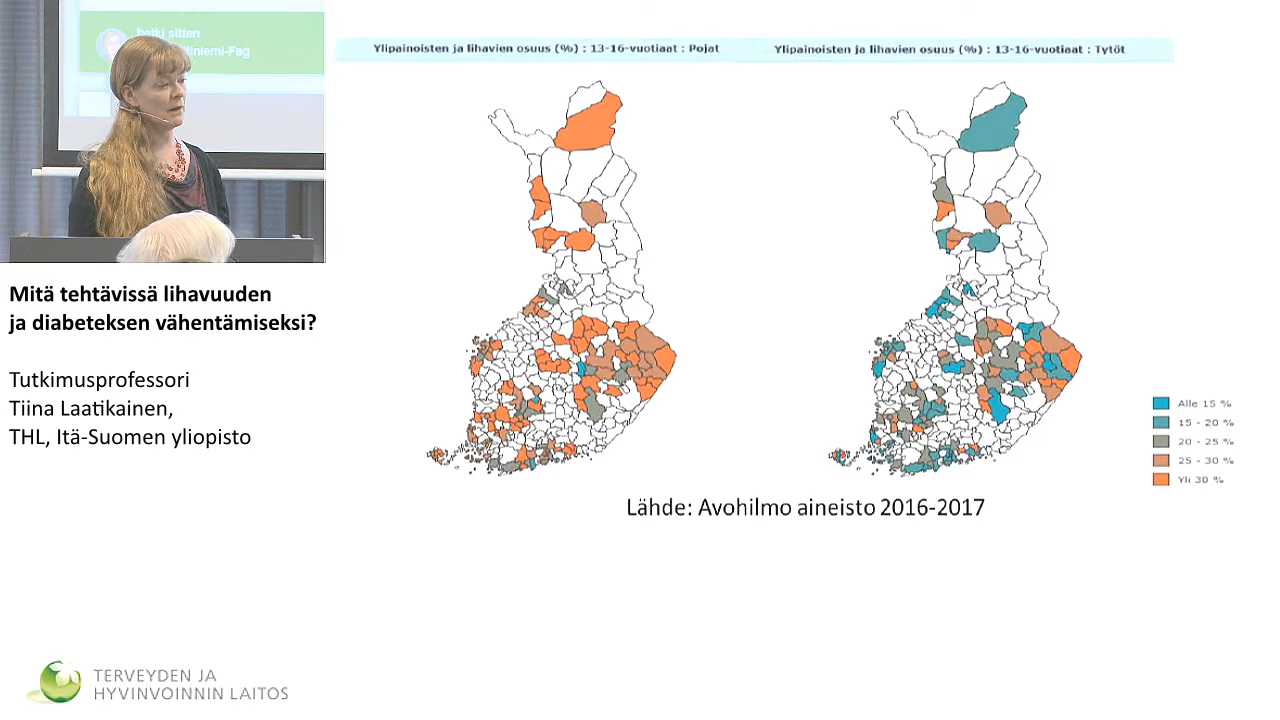 hetki sitten
Ylipainoisten ja lihavien osuus (%) : 13-16-vuotiaat : Pojat
Ylipainoisten ja lihavien osuus (%) : 13-16-vuotiaat : Tytöt
Mitä tehtävissä lihavuuden
ja diabeteksen vähentämiseksi?
Tutkimusprofessori
Tiina Laatikainen,
THL, Itä-Suomen yliopisto
Alle 15 %
15 - 20 %
20 - 25 %
25 - 30 %
Yli 30 %
Lähde: Avohilmo aineisto 2016-2017
TERVEYDEN JA
HYVINVOINNIN LAITOS